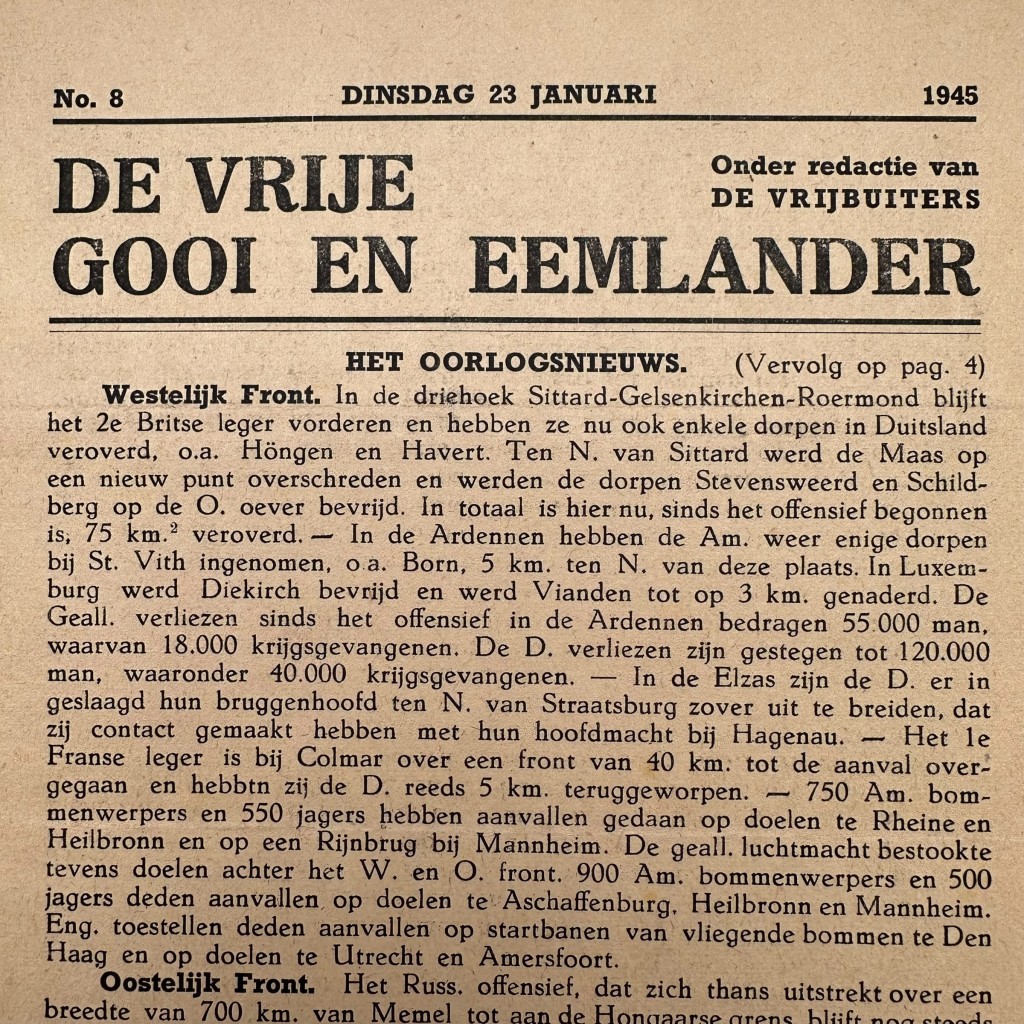 No. 8 DINSDAG 23 JANUARI 1945
DE VRIJE
GOOI EN EEMLANDER
Onder redactie van
DE VRIJBUITERS
HET OORLOGSNIEUWS. (Vervolg op pag. 4)
Westelijk Front. In de driehoek Sittard-Gelsenkirchen-Roermond blijft
het 2e Britse leger vorderen en hebben ze nu ook enkele dorpen in Duitsland
veroverd, o.a. Höngen en Havert. Ten N. van Sittard werd de Maas op
een nieuw punt overschreden en werden de dorpen Stevensweerd en Schild-
berg op de O. oever bevrijd. In totaal is hier nu, sinds het offensief begonnen
is, 75 km.² veroverd. — In de Ardennen hebben de Am. weer enige dorpen
bij St. Vith ingenomen, o.a. Born, 5 km. ten N. van deze plaats. In Luxem-
burg werd Diekirch bevrijd en werd Vianden tot op 3 km. genaderd. De
Geall. verliezen sinds het offensief in de Ardennen bedragen 55.000 man,
waarvan 18.000 krijgsgevangenen. De D. verliezen zijn gestegen tot 120.000
man, waaronder 40.000 krijgsgevangenen. — In de Elzas zijn de D. er in
geslaagd hun bruggenhoofd ten N. van Straatsburg zover uit te breiden, dat
zij contact gemaakt hebben met hun hoofdmacht bij Hagenau. — Het 1e
Franse leger is bij Colmar over een front van 40 km. tot de aanval over-
gegaan en hebbtn zij de D. reeds 5 km. teruggeworpen. — 750 Am. bom-
menwerpers en 550 jagers hebben aanvallen gedaan op doelen te Rheine en
Heilbronn en op een Rijnbrug bij Mannheim. De geall. luchtmacht bestookte
tevens doelen achter het W. en O. front. 900 Am. bommenwerpers en 500
jagers deden aanvallen op doelen te Aschaffenburg, Heilbronn en Mannheim.
Eng. toestellen deden aanvallen op startbanen van vliegende bommen te Den
Haag en op doelen te Utrecht en Amersfoort.
Oostelijk Front. Het Russ. offensief, dat zich thans uitstrekt over een
breedte van 700 km. van Memel tot aan de Hongaarse grens, blijft nog steeds